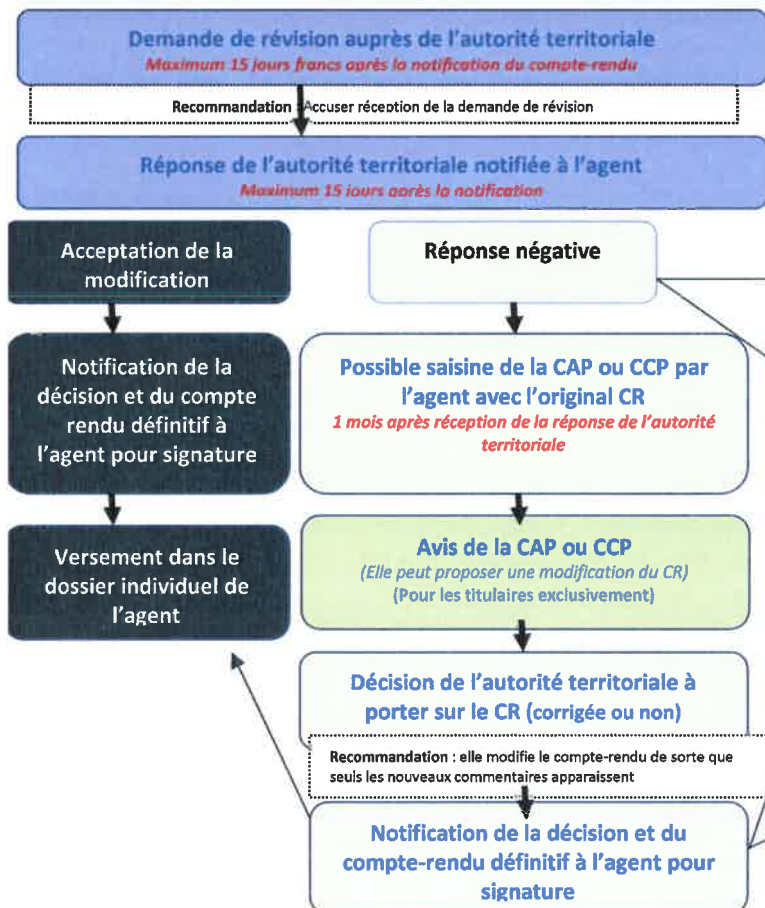 Demande de révision auprès de l'autorité territoriale
Maximum 15 jours francs après la notification du compte-rendu
Recommandation : Accuser réception de la demande de révision
Réponse de l'autorité territoriale notifiée à l'agent
Maximum 15 jours après la notification
Acceptation de la
modification
Notification de la
décision et du compte
rendu définitif à
l'agent pour signature
Versement dans le
dossier individuel de
l'agent
Réponse négative
Possible saisine de la CAP ou CCP par
l'agent avec l'original CR
1 mois après réception de la réponse de l'autorité
territoriale
Avis de la CAP ou CCP
(Elle peut proposer une modification du CR)
(Pour les titulaires exclusivement)
Décision de l'autorité territoriale à
porter sur le CR (corrigée ou non)
Recommandation : elle modifie le compte-rendu de sorte que
seuls les nouveaux commentaires apparaissent
Notification de la décision et du
compte-rendu définitif à l'agent pour
signature